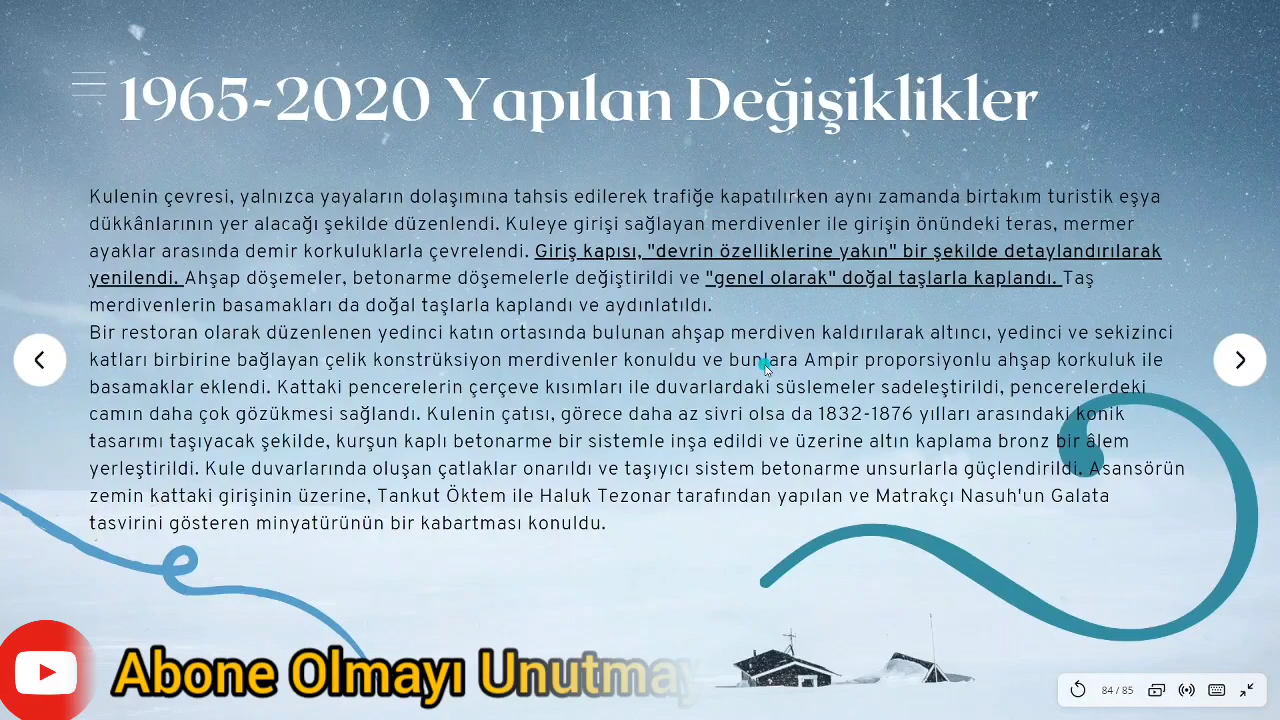 1965-2020 Yapılan Değişiklikler
Kulenin çevresi, yalnızca yayaların dolaşımına tahsis edilerek trafiğe kapatılırken aynı zamanda birtakım turistik eşya
dükkânlarının yer alacağı şekilde düzenlendi. Kuleye girişi sağlayan merdivenler ile girişin önündeki teras, mermer
ayaklar arasında demir korkuluklarla çevrelendi. Giriş kapısı, "devrin özelliklerine yakın" bir şekilde detaylandırılarak
yenilendi. Ahşap döşemeler, betonarme döşemelerle değiştirildi ve "genel olarak" doğal taşlarla kaplandı. Taş
merdivenlerin basamakları da doğal taşlarla kaplandı ve aydınlatıldı.
Bir restoran olarak düzenlenen yedinci katın ortasında bulunan ahşap merdiven kaldırılarak altıncı, yedinci ve sekizinci
katları birbirine bağlayan çelik konstrüksiyon merdivenler konuldu ve bunlara Ampir proporsiyonlu ahşap korkuluk ile
basamaklar eklendi. Kattaki pencerelerin çerçeve kısımları ile duvarlardaki süslemeler sadeleştirildi, pencerelerdeki
camın daha çok gözükmesi sağlandı. Kulenin çatısı, görece daha az sivri olsa da 1832-1876 yılları arasındaki konik
tasarımı taşıyacak şekilde, kurşun kaplı betonarme bir sistemle inşa edildi ve üzerine altın kaplama bronz bir âlem
yerleştirildi. Kule duvarlarında oluşan çatlaklar onarıldı ve taşıyıcı sistem betonarme unsurlarla güçlendirildi. Asansörün
zemin kattaki girişinin üzerine, Tankut Öktem ile Haluk Tezonar tarafından yapılan ve Matrakçı Nasuh'un Galata
tasvirini gösteren minyatürünün bir kabartması konuldu.
Abone Olmayı Unutmay
84 / 85